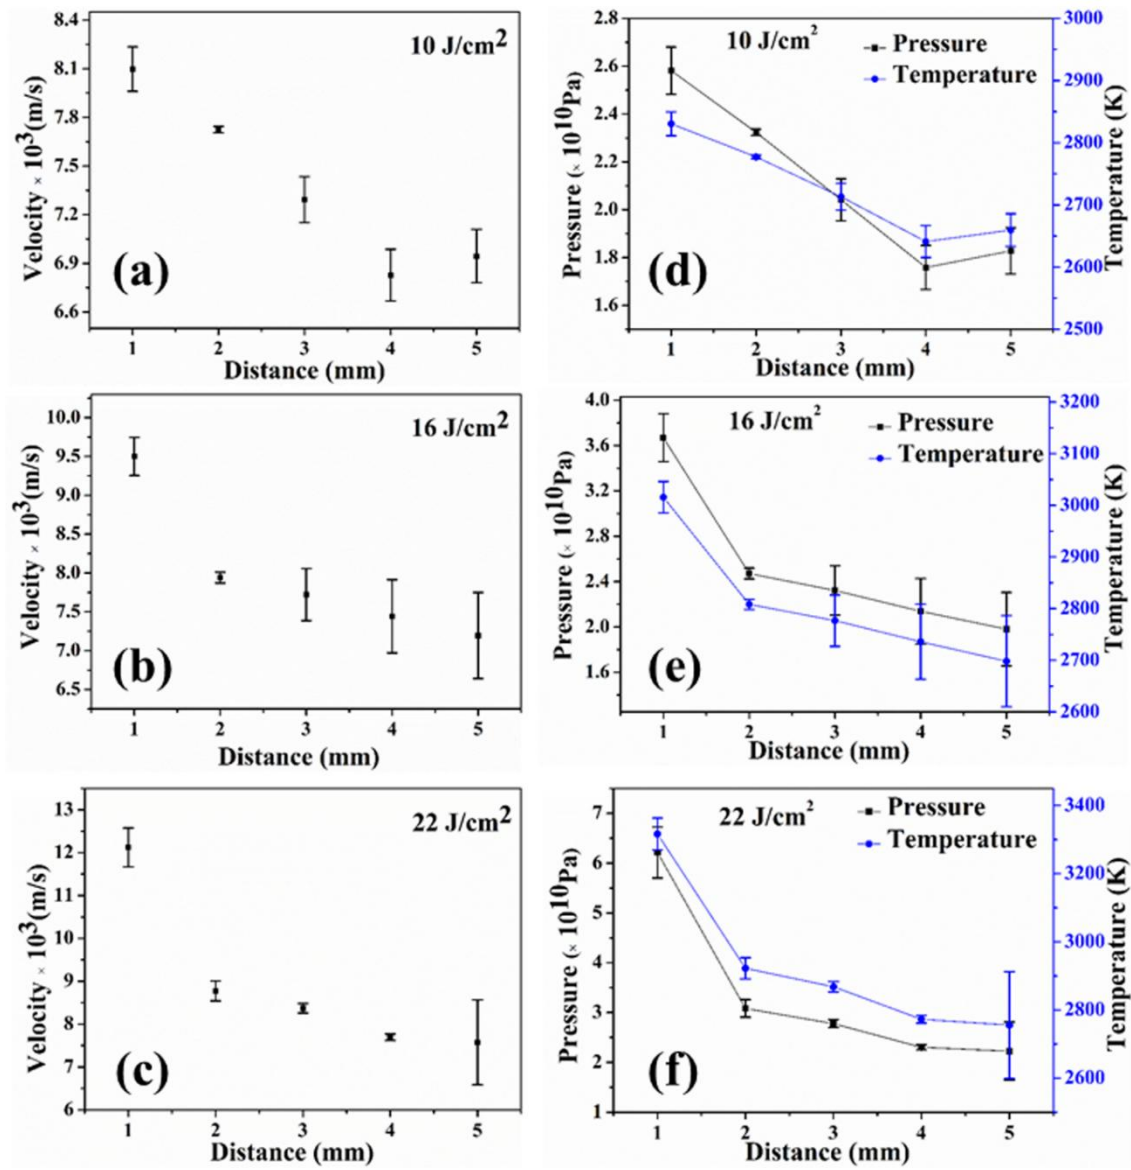 8.4
8.1
7.8
7.5
7.2
6.9
6.6
Velocity × 10³(m/s)
10 J/cm²
(a)
1 2 3 4 5
Distance (mm)
2.8
2.6
2.4
2.2
2.0
1.8
1.6
Pressure (× 10¹⁰Pa)
10 J/cm²
Pressure
Temperature
(d)
3000
2900
2800
2700
2600
2500
Temperature (K)
1 2 3 4 5
Distance (mm)
10.0
9.5
9.0
8.5
8.0
7.5
7.0
6.5
Velocity × 10³(m/s)
16 J/cm²
(b)
1 2 3 4 5
Distance (mm)
4.0
3.6
3.2
2.8
2.4
2.0
1.6
Pressure (× 10¹⁰Pa)
16 J/cm²
Pressure
Temperature
(e)
3200
3100
3000
2900
2800
2700
2600
Temperature (K)
1 2 3 4 5
Distance (mm)
13
12
11
10
9
8
7
6
Velocity × 10³(m/s)
22 J/cm²
(c)
1 2 3 4 5
Distance (mm)
7
6
5
4
3
2
1
Pressure (× 10¹⁰Pa)
22 J/cm²
Pressure
Temperature
(f)
3400
3200
3000
2800
2600
Temperature (K)
1 2 3 4 5
Distance (mm)